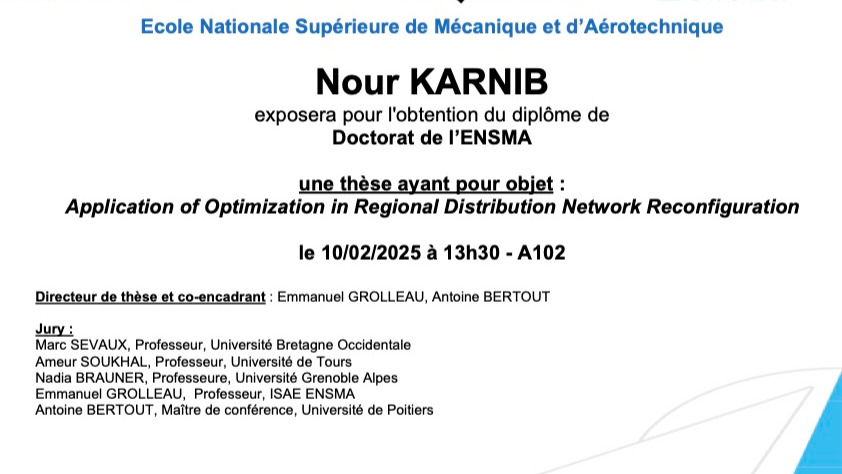 Ecole Nationale Supérieure de Mécanique et d'Aérotechnique
Nour KARNIB
exposera pour l'obtention du diplôme de
Doctorat de l'ENSMA
une thèse ayant pour objet :
Application of Optimization in Regional Distribution Network Reconfiguration
le 10/02/2025 à 13h30 - A102
Directeur de thèse et co-encadrant : Emmanuel GROLLEAU, Antoine BERTOUT
Jury :
Marc SEVAUX, Professeur, Université Bretagne Occidentale
Ameur SOUKHAL, Professeur, Université de Tours
Nadia BRAUNER, Professeure, Université Grenoble Alpes
Emmanuel GROLLEAU, Professeur, ISAE ENSMA
Antoine BERTOUT, Maître de conférence, Université de Poitiers